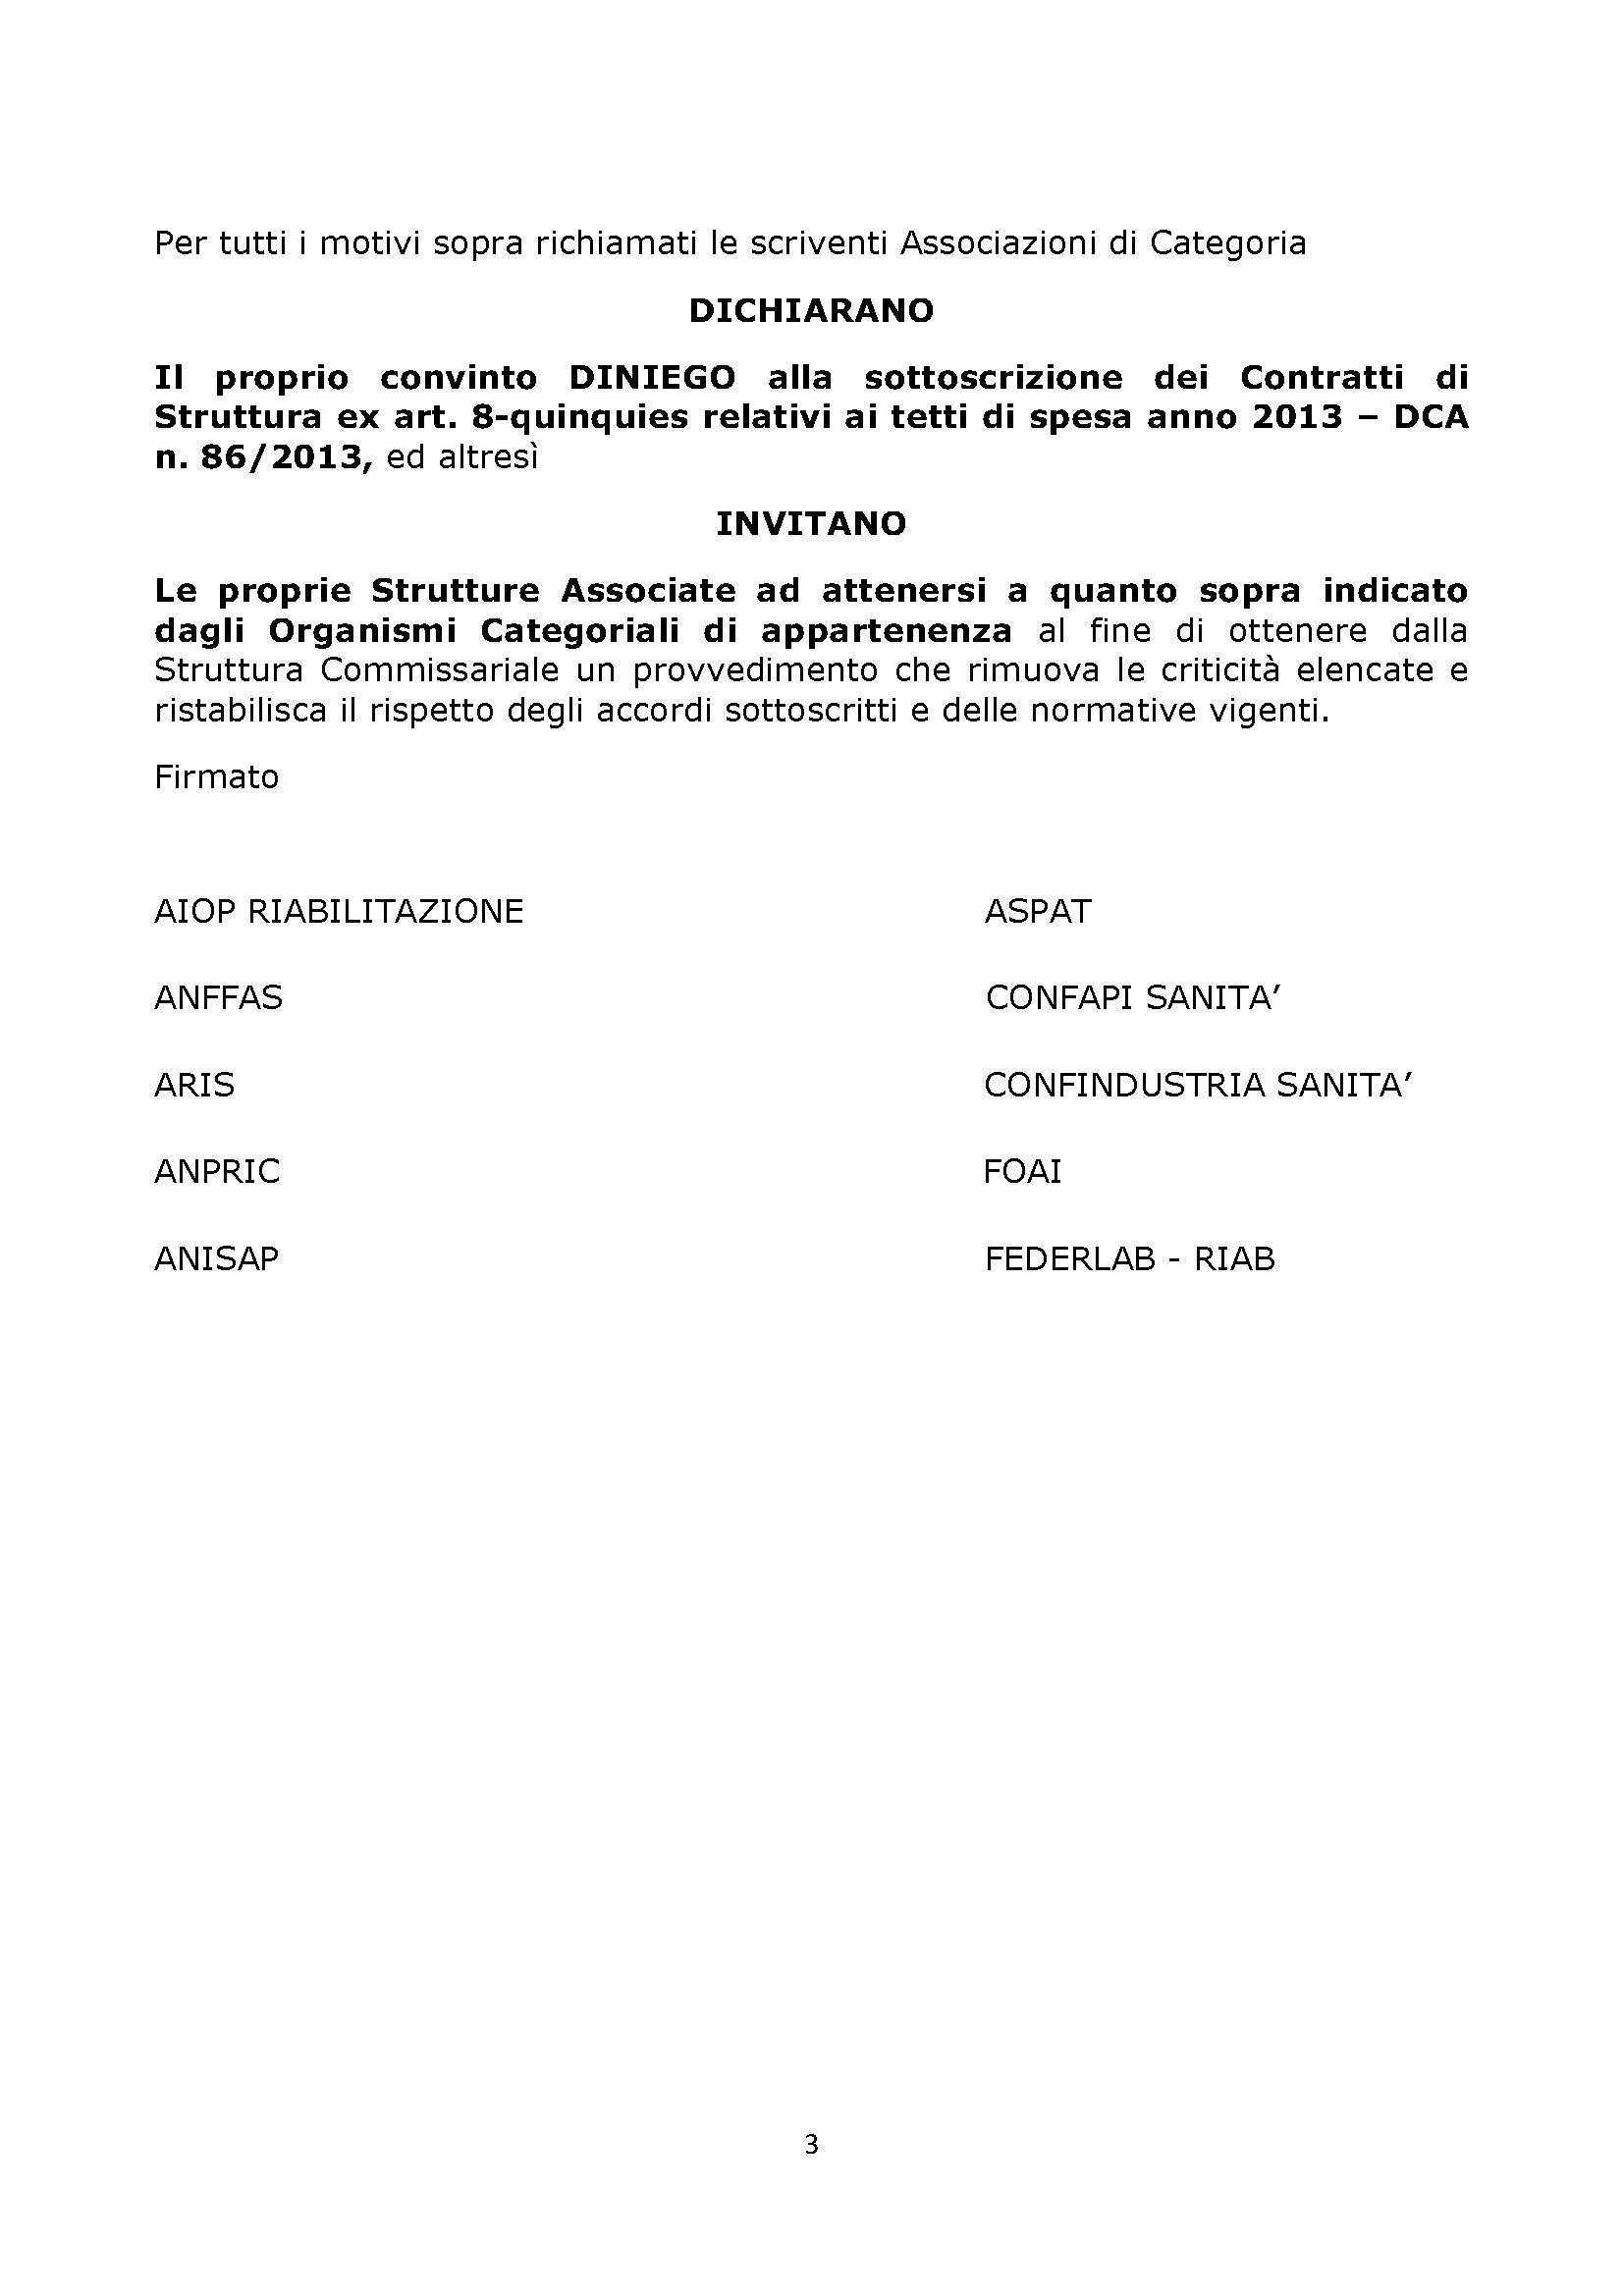 Per tutti i motivi sopra richiamati le scriventi Associazioni di Categoria
DICHIARANO
Il proprio convinto DINIEGO alla sottoscrizione dei Contratti di
Struttura ex art. 8-quinquies relativi ai tetti di spesa anno 2013 – DCA
n. 86/2013, ed altresì
INVITANO
Le proprie Strutture Associate ad attenersi a quanto sopra indicato
dagli Organismi Categoriali di appartenenza al fine di ottenere dalla
Struttura Commissariale un provvedimento che rimuova le criticità elencate e
ristabilisca il rispetto degli accordi sottoscritti e delle normative vigenti.
Firmato
AIOP RIABILITAZIONE ASPAT
ANFFAS CONFAPI SANITA’
ARIS CONFINDUSTRIA SANITA’
ANPRIC FOAI
ANISAP FEDERLAB - RIAB
3